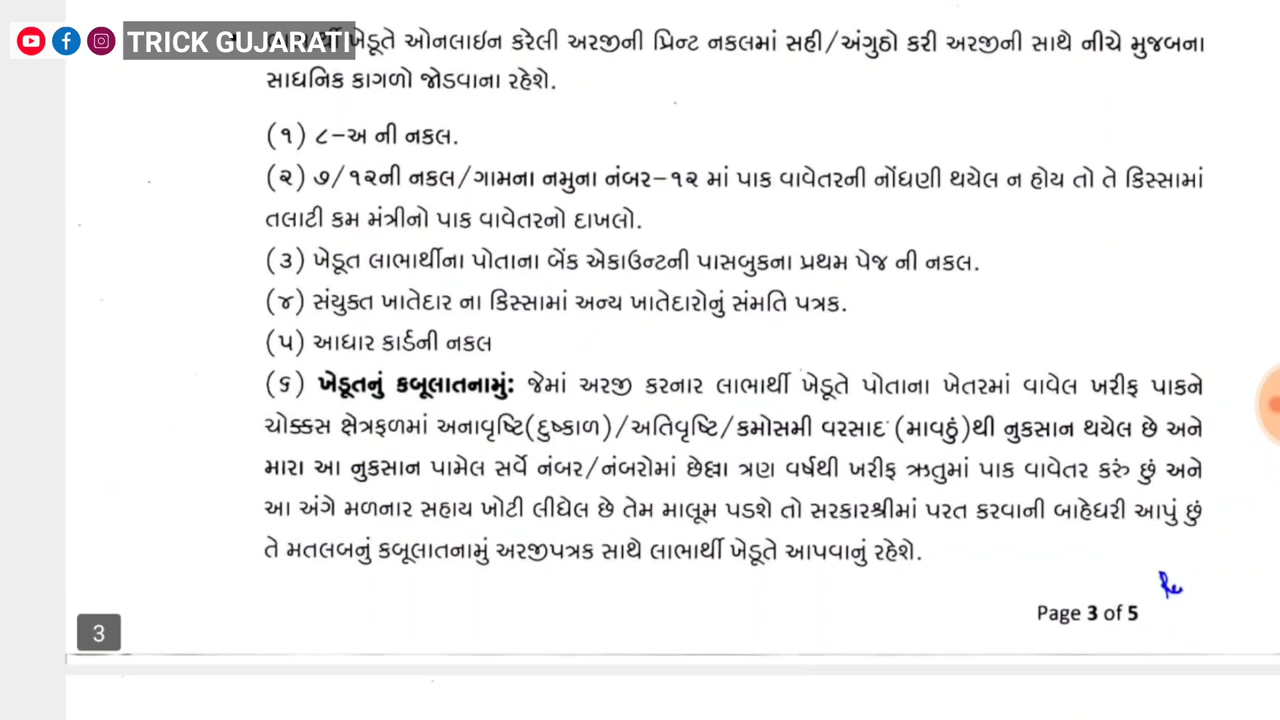 TRICK GUJARATI
ખેડૂતે ઓનલાઇન કરેલી અરજીની પ્રિન્ટ નકલમાં સહી/અંગુઠો કરી અરજીની સાથે નીચે મુજબના
સાધનિક કાગળો જોડવાના રહેશે.
(૧) ૮-અ ની નકલ.
(૨) ૭/૧૨ની નકલ/ગામના નમુના નંબર-૧૨ માં પાક વાવેતરની નોંધણી થયેલ ન હોય તો તે કિસ્સામાં
તલાટી કમ મંત્રીનો પાક વાવેતરનો દાખલો.
(૩) ખેડૂત લાભાર્થીના પોતાના બેંક એકાઉન્ટની પાસબુકના પ્રથમ પેજ ની નકલ.
(૪) સંયુક્ત ખાતેદાર ના કિસ્સામાં અન્ય ખાતેદારોનું સંમતિ પત્રક.
(૫) આધાર કાર્ડની નકલ
(૬) ખેડૂતનું કબૂલાતનામું: જેમાં અરજી કરનાર લાભાર્થી ખેડૂતે પોતાના ખેતરમાં વાવેલ ખરીફ પાકને
ચોક્કસ ક્ષેત્રફળમાં અનાવૃષ્ટિ(દુષ્કાળ)/અતિવૃષ્ટિ/કમોસમી વરસાદ (માવઠું)થી નુકસાન થયેલ છે અને
મારા આ નુકસાન પામેલ સર્વે નંબર/નંબરોમાં છેલ્લા ત્રણ વર્ષથી ખરીફ ઋતુમાં પાક વાવેતર કરું છું અને
આ અંગે મળનાર સહાય ખોટી લીધેલ છે તેમ માલૂમ પડશે તો સરકારશ્રીમાં પરત કરવાની બાહેધરી આપું છું
તે મતલબનું કબૂલાતનામું અરજીપત્રક સાથે લાભાર્થી ખેડૂતે આપવાનું રહેશે.
Page 3 of 5
3